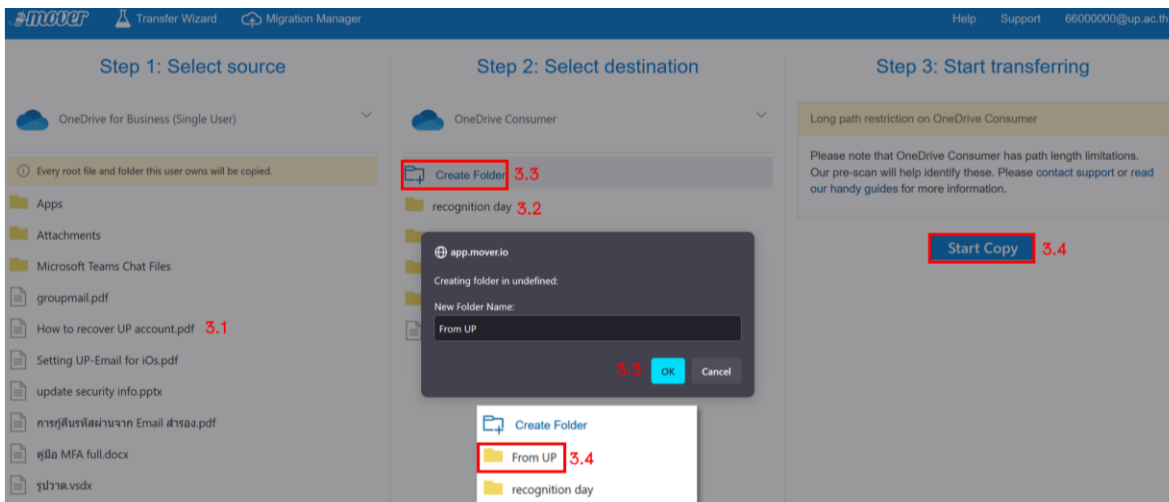 mover Transfer Wizard Migration Manager Help Support 66000000@up.ac.th
Step 1: Select source
OneDrive for Business (Single User)
Every root file and folder this user owns will be copied.
Apps
Attachments
Microsoft Teams Chat Files
groupmail.pdf
How to recover UP account.pdf 3.1
Setting UP-Email for iOs.pdf
update security info.pptx
การกู้คืนรหัสผ่านจาก Email สำรอง.pdf
คู่มือ MFA full.docx
รูปวาด.vsdx
Step 2: Select destination
OneDrive Consumer
Create Folder 3.3
recognition day 3.2
app.mover.io
Creating folder in undefined:
New Folder Name:
From UP
3.3 OK Cancel
Create Folder
From UP 3.4
recognition day
Step 3: Start transferring
Long path restriction on OneDrive Consumer
Please note that OneDrive Consumer has path length limitations.
Our pre-scan will help identify these. Please contact support or read
our handy guides for more information.
Start Copy 3.4